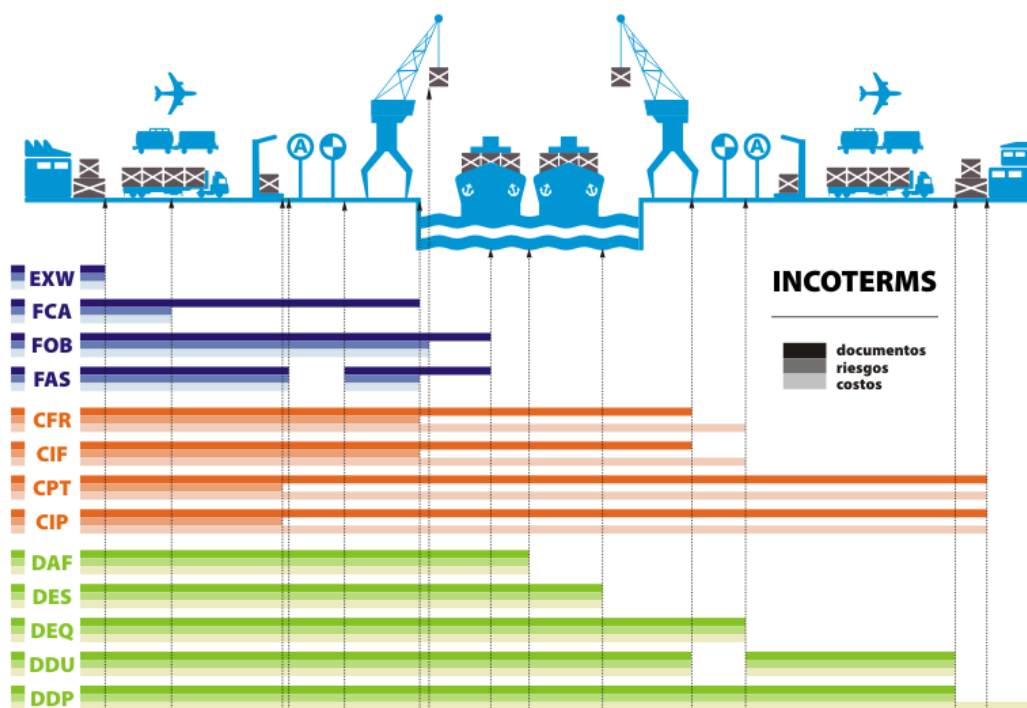 A
A
INCOTERMS
documentos
riesgos
costos
EXW
FCA
FOB
FAS
CFR
CIF
CPT
CIP
DAF
DES
DEQ
DDU
DDP